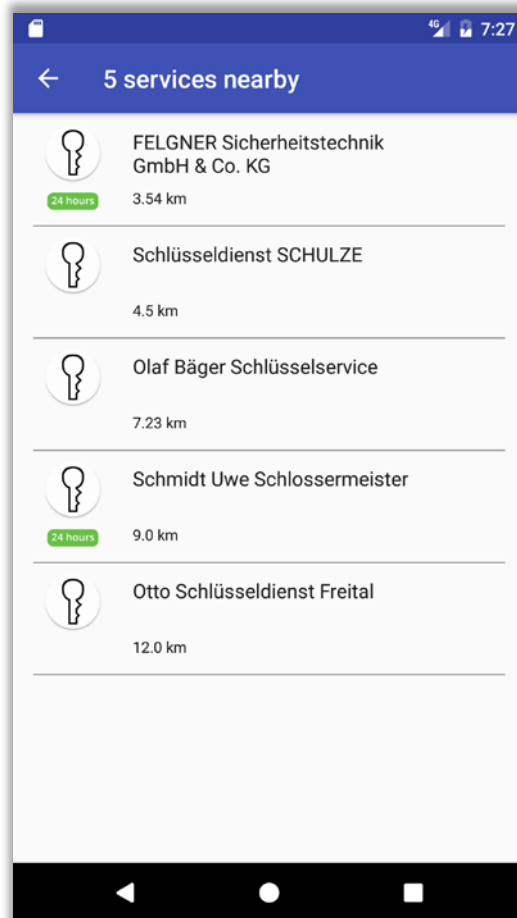 4G 7:27
5 services nearby
FELGNER Sicherheitstechnik
GmbH & Co. KG
24 hours 3.54 km
Schlüsseldienst SCHULZE
4.5 km
Olaf Bäger Schlüsselservice
7.23 km
Schmidt Uwe Schlossermeister
24 hours 9.0 km
Otto Schlüsseldienst Freital
12.0 km